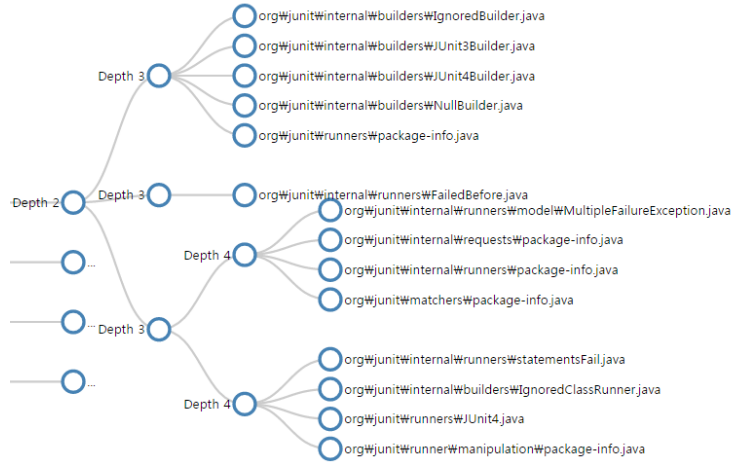 org₩junit₩internal₩builders₩IgnoredBuilder.java
org₩junit₩internal₩builders₩JUnit3Builder.java
Depth 3
org₩junit₩internal₩builders₩JUnit4Builder.java
org₩junit₩internal₩builders₩NullBuilder.java
org₩junit₩runners₩package-info.java
Depth 2
Depth 3
org₩junit₩internal₩runners₩FailedBefore.java
org₩junit₩internal₩runners₩model₩MultipleFailureException.java
org₩junit₩internal₩requests₩package-info.java
Depth 4
...
org₩junit₩internal₩runners₩package-info.java
org₩junit₩matchers₩package-info.java
...
Depth 3
org₩junit₩internal₩runners₩statementsFail.java
...
org₩junit₩internal₩builders₩IgnoredClassRunner.java
Depth 4
org₩junit₩runners₩JUnit4.java
org₩junit₩runner₩manipulation₩package-info.java